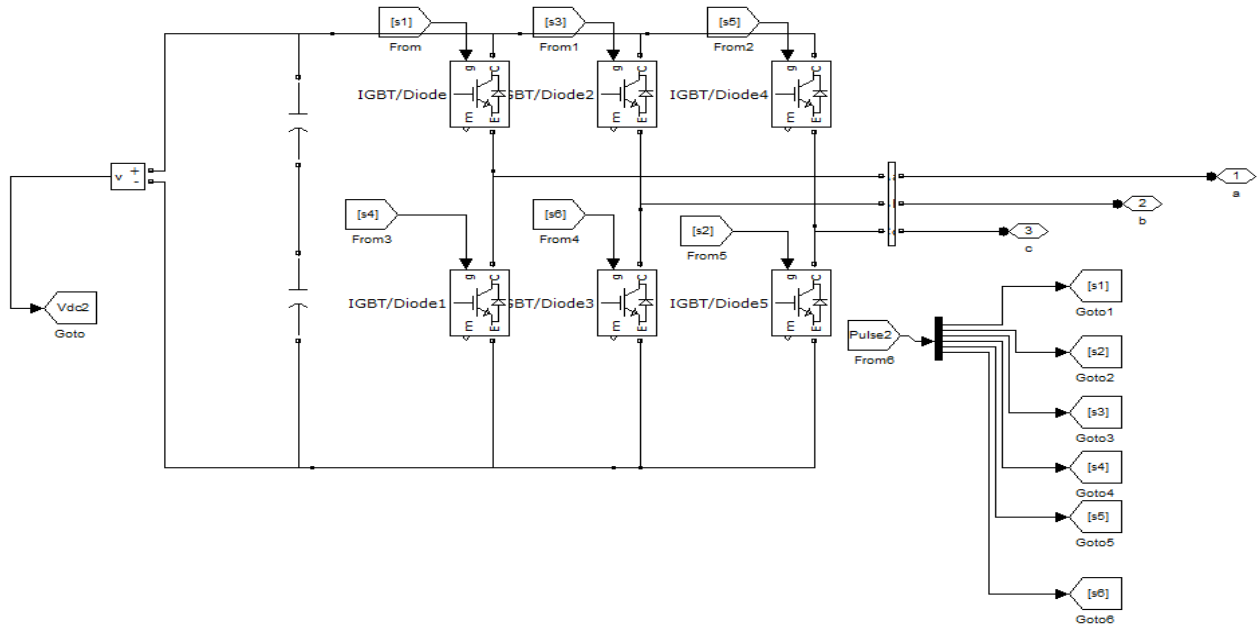 [s1]
From
[s3]
From1
[s5]
From2
g C
IGBT/Diode
m E
g C
GBT/Diode2
m E
g C
IGBT/Diode4
m E
v + -
1
a
2
b
3
c
[s4]
From3
[s6]
From4
[s2]
From5
g C
IGBT/Diode1
m E
g C
GBT/Diode3
m E
g C
IGBT/Diode5
m E
Vdc2
Goto
Pulse2
From6
[s1]
Goto1
[s2]
Goto2
[s3]
Goto3
[s4]
Goto4
[s5]
Goto5
[s6]
Goto6